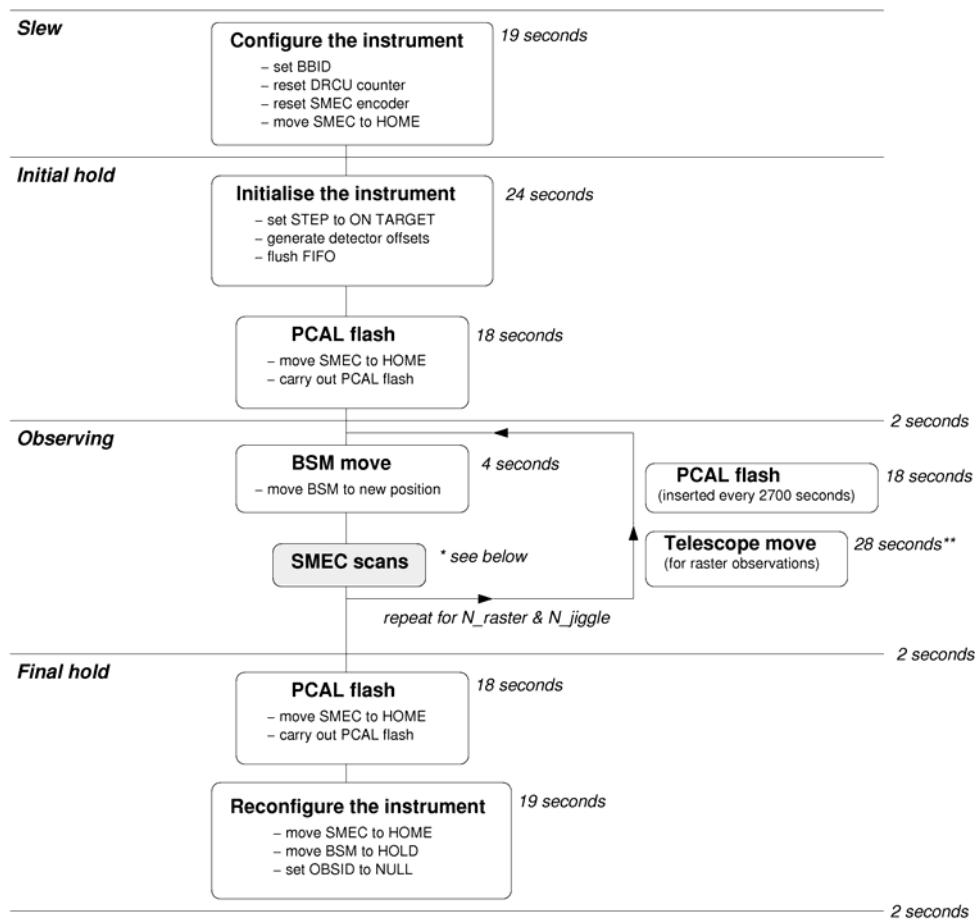 Slew
Configure the instrument
19 seconds
– set BBID
– reset DRCU counter
– reset SMEC encoder
– move SMEC to HOME
Initial hold
Initialise the instrument
24 seconds
– set STEP to ON TARGET
– generate detector offsets
– flush FIFO
PCAL flash
18 seconds
– move SMEC to HOME
– carry out PCAL flash
2 seconds
Observing
BSM move
4 seconds
– move BSM to new position
PCAL flash
18 seconds
(inserted every 2700 seconds)
SMEC scans
* see below
Telescope move
28 seconds**
(for raster observations)
repeat for N_raster & N_jiggle
2 seconds
Final hold
PCAL flash
18 seconds
– move SMEC to HOME
– carry out PCAL flash
Reconfigure the instrument
19 seconds
– move SMEC to HOME
– move BSM to HOLD
– set OBSID to NULL
2 seconds